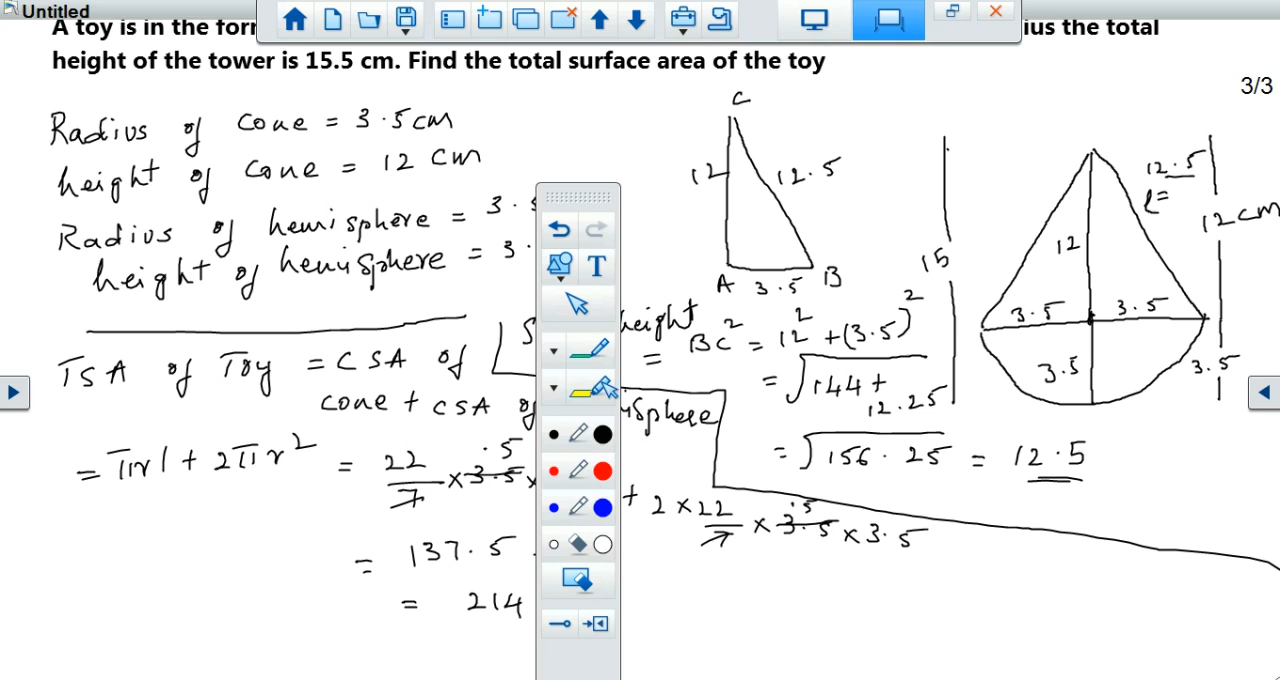 Untitled
A toy is in the for
ius the total
height of the tower is 15.5 cm. Find the total surface area of the toy
3/3
Radius of cone = 3.5cm
height of cone = 12 cm
Radius of hemisphere = 3.
height of hemisphere = 3.
C
12
12.5
A 3.5 B
15
12.5
l=
12 cm
12
3.5 3.5
3.5
3.5
height
= BC² = 12² + (3.5)²
= √144 +
12.25
= √156.25 = 12.5
TSA of Toy = CSA of
cone + CSA of sphere
= πrl + 2πr² = 22/7 × 3.5 × + 2 × 22/7 × 3.5 × 3.5
.5
.5
= 137.5
= 214
T